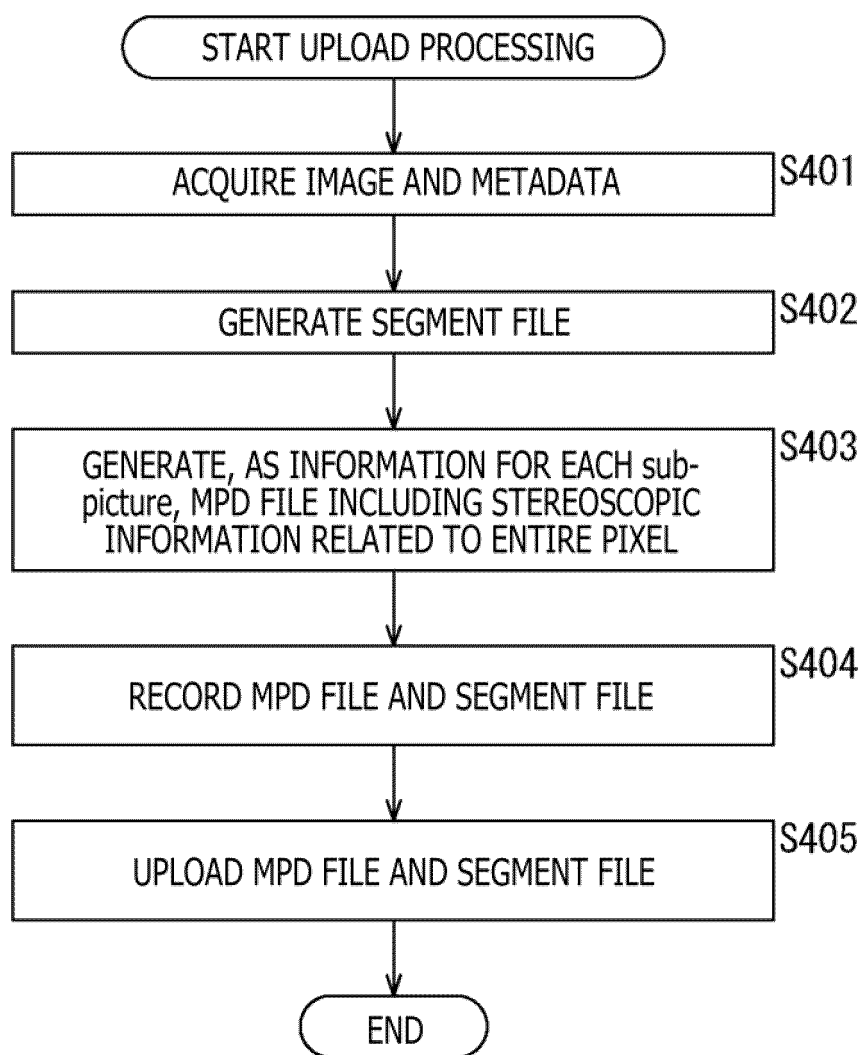 START UPLOAD PROCESSING
S401
ACQUIRE IMAGE AND METADATA
S402
GENERATE SEGMENT FILE
S403
GENERATE, AS INFORMATION FOR EACH sub-
picture, MPD FILE INCLUDING STEREOSCOPIC
INFORMATION RELATED TO ENTIRE PIXEL
S404
RECORD MPD FILE AND SEGMENT FILE
S405
UPLOAD MPD FILE AND SEGMENT FILE
END